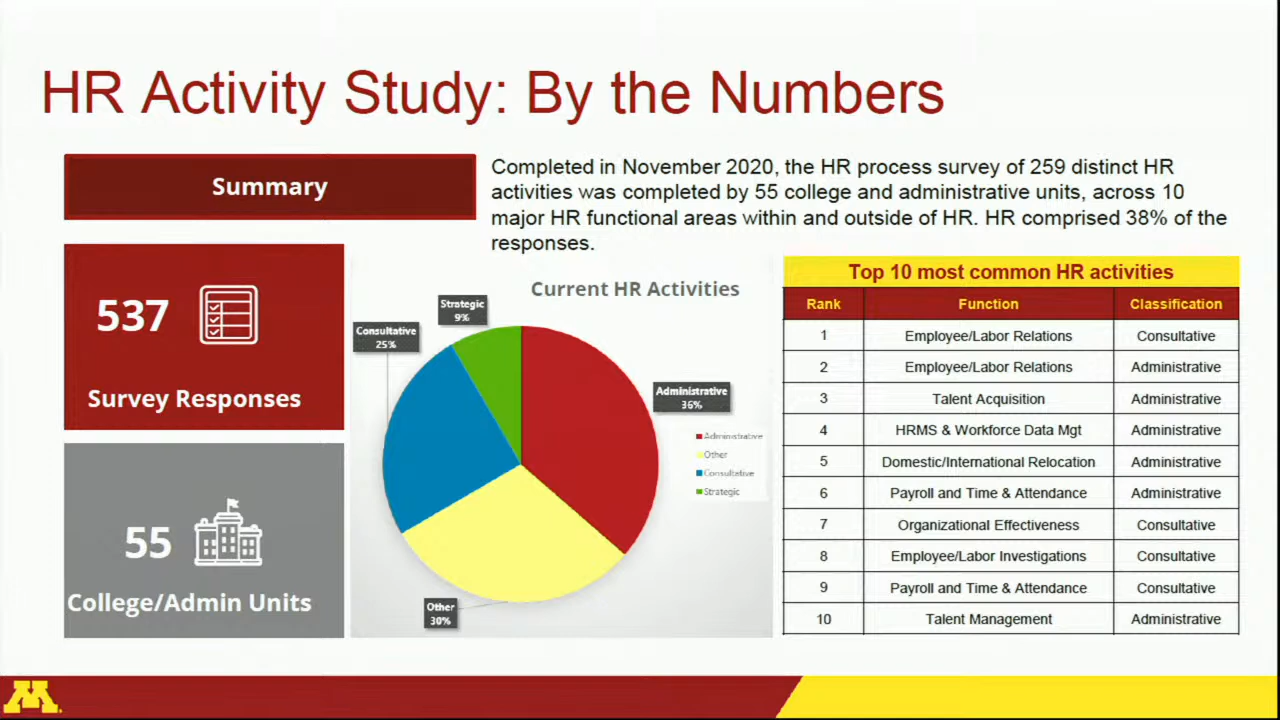 HR Activity Study: By the Numbers
Summary
Completed in November 2020, the HR process survey of 259 distinct HR
activities was completed by 55 college and administrative units, across 10
major HR functional areas within and outside of HR. HR comprised 38% of the
responses.
537
Survey Responses
55
College/Admin Units
Current HR Activities
Strategic
9%
Consultative
25%
Administrative
36%
Other
30%
Administrative
Other
Consultative
Strategic
Top 10 most common HR activities
Rank Function Classification
1 Employee/Labor Relations Consultative
2 Employee/Labor Relations Administrative
3 Talent Acquisition Administrative
4 HRMS & Workforce Data Mgt Administrative
5 Domestic/International Relocation Administrative
6 Payroll and Time & Attendance Administrative
7 Organizational Effectiveness Consultative
8 Employee/Labor Investigations Consultative
9 Payroll and Time & Attendance Consultative
10 Talent Management Administrative
M